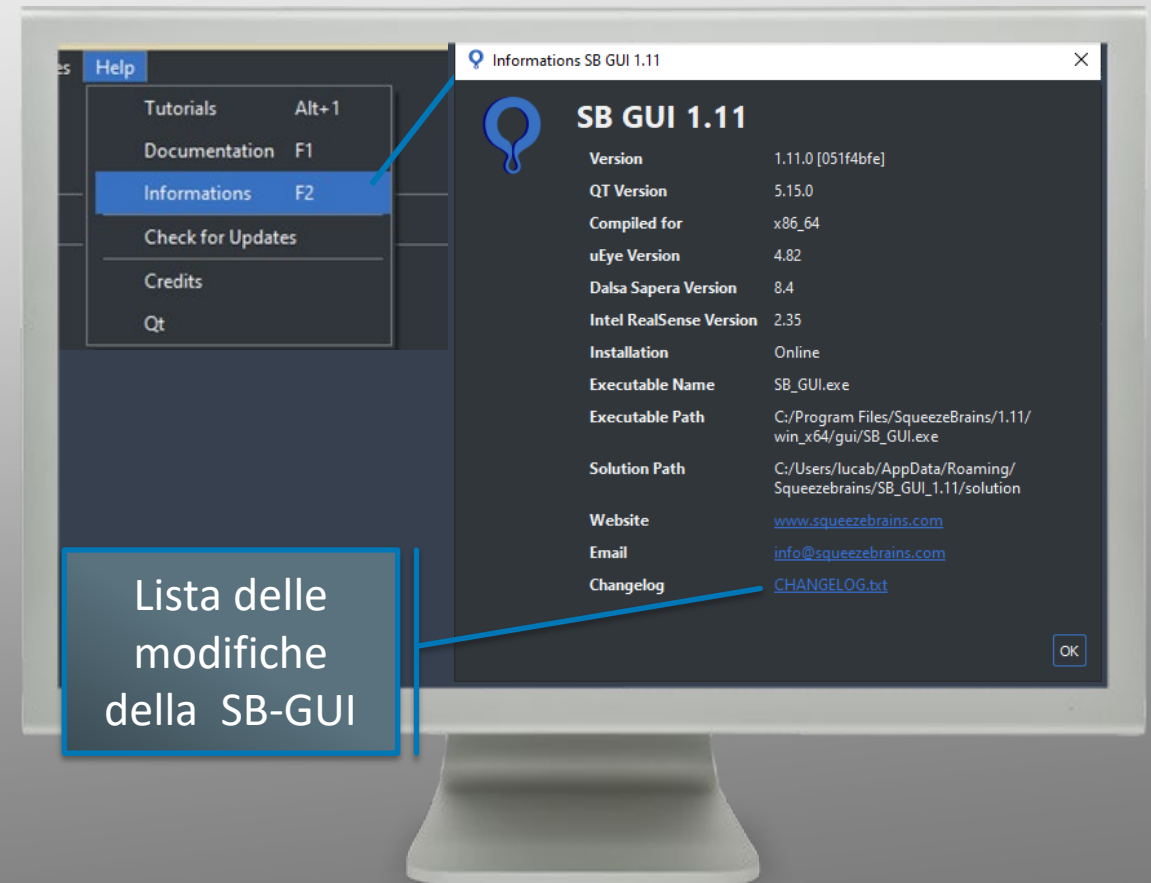 es Help
Tutorials Alt+1
Documentation F1
Informations F2
Check for Updates
Credits
Qt
Informations SB GUI 1.11
SB GUI 1.11
Version 1.11.0 [051f4bfe]
QT Version 5.15.0
Compiled for x86_64
uEye Version 4.82
Dalsa Sapera Version 8.4
Intel RealSense Version 2.35
Installation Online
Executable Name SB_GUI.exe
Executable Path C:/Program Files/SqueezeBrains/1.11/
win_x64/gui/SB_GUI.exe
Solution Path C:/Users/lucab/AppData/Roaming/
Squeezebrains/SB_GUI_1.11/solution
Website www.squeezebrains.com
Email info@squeezebrains.com
Changelog CHANGELOG.txt
OK
Lista delle
modifiche
della SB-GUI